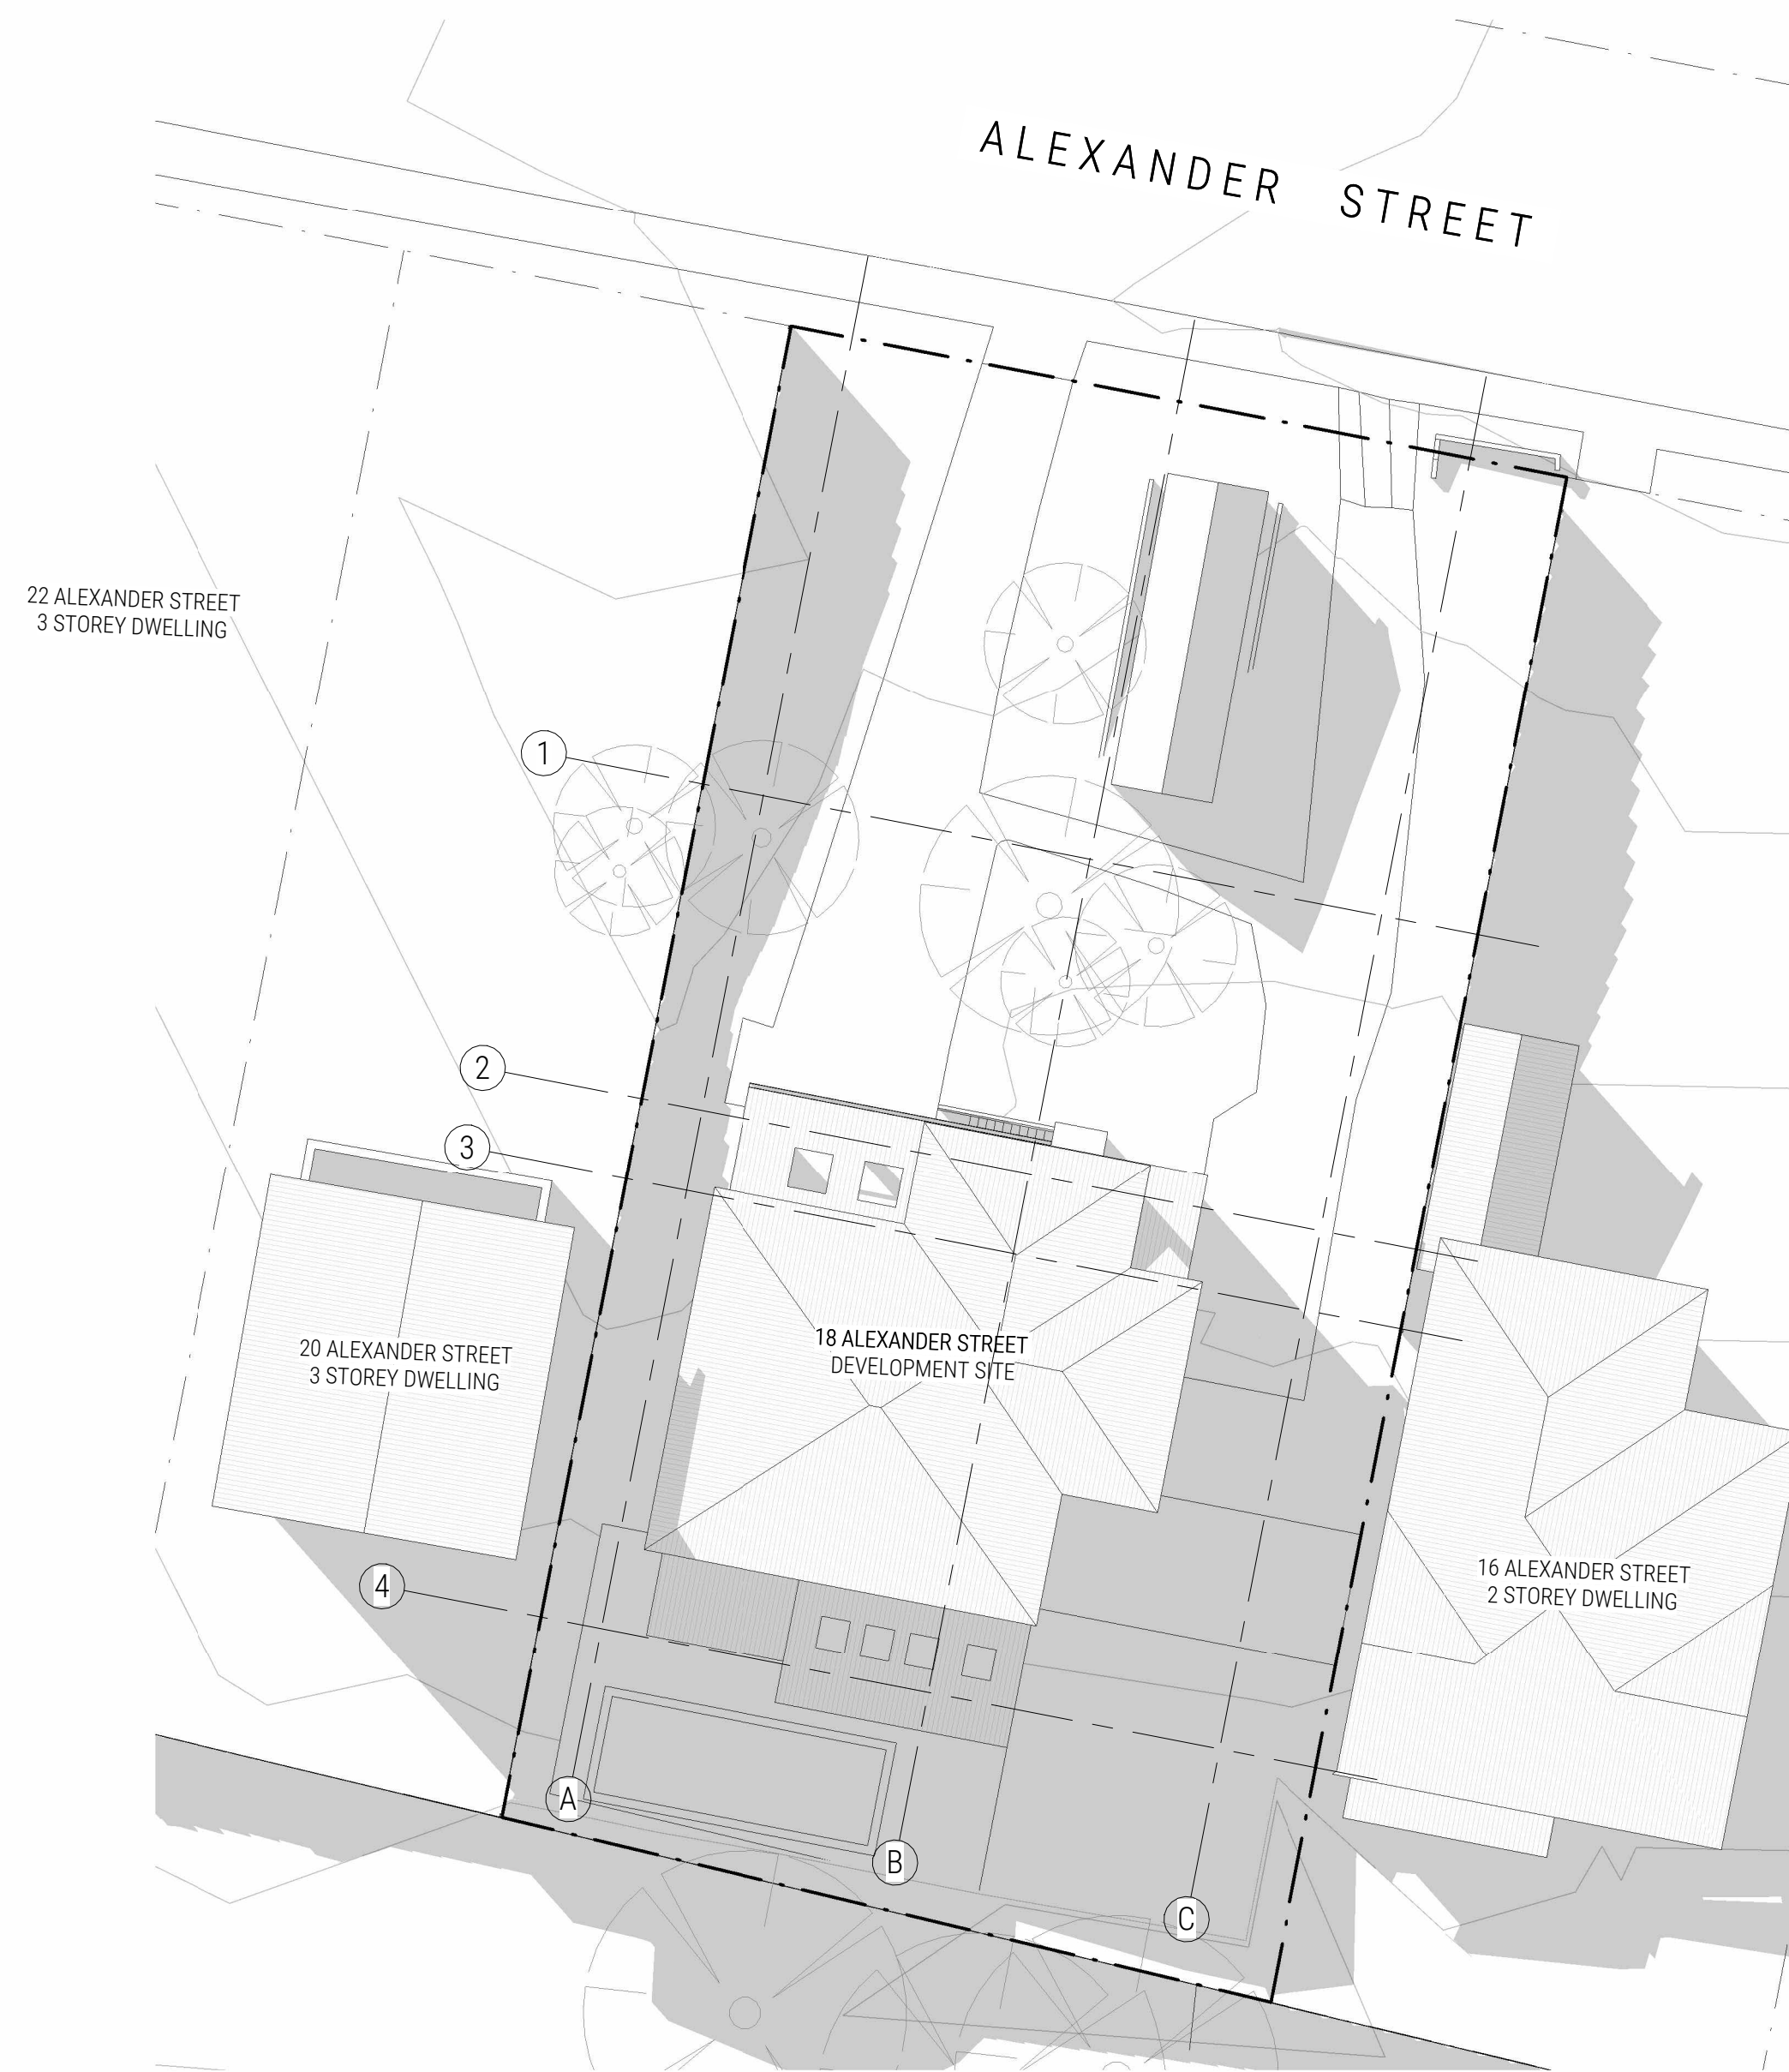 ALEXANDER STREET
22 ALEXANDER STREET
3 STOREY DWELLING
1
2
3
20 ALEXANDER STREET
3 STOREY DWELLING
18 ALEXANDER STREET
DEVELOPMENT SITE
16 ALEXANDER STREET
2 STOREY DWELLING
4
A
B
C